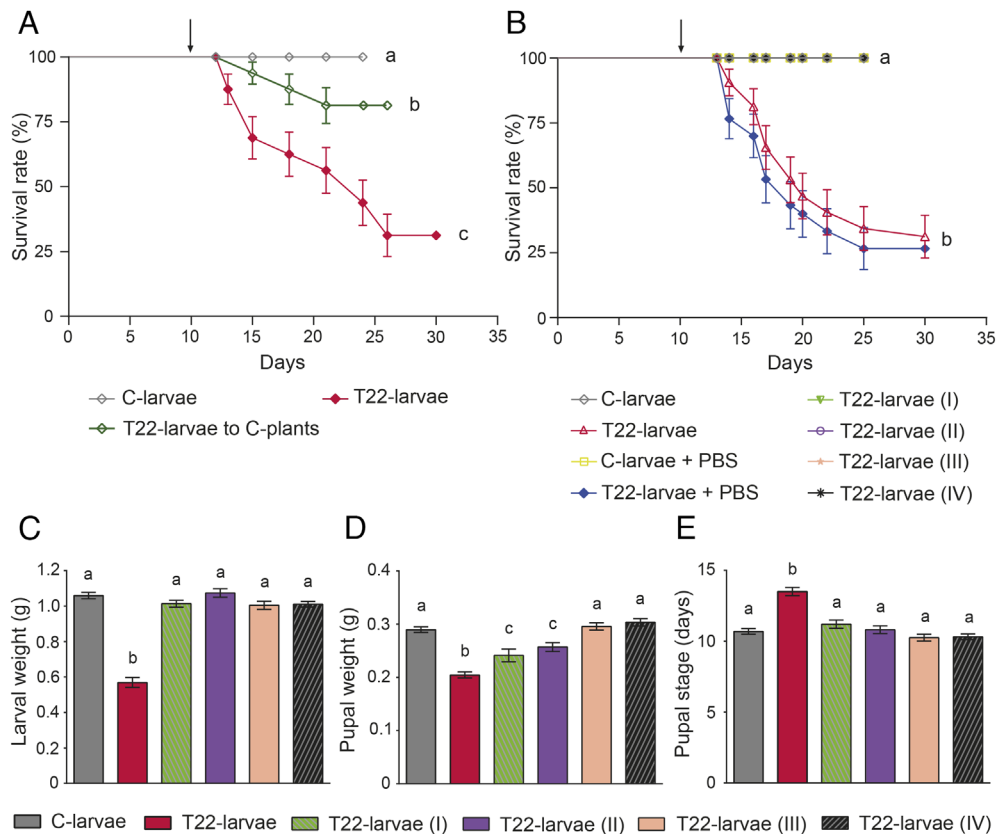 A
Survival rate (%)
100
75
50
25
0
a
b
c
0 5 10 15 20 25 30 35
Days
C-larvae
T22-larvae
T22-larvae to C-plants
B
Survival rate (%)
100
75
50
25
0
a
b
0 5 10 15 20 25 30 35
Days
C-larvae
T22-larvae
C-larvae + PBS
T22-larvae + PBS
T22-larvae (I)
T22-larvae (II)
T22-larvae (III)
T22-larvae (IV)
C
Larval weight (g)
1.2
1.0
0.8
0.6
0.4
0.2
0
a b a a a a
D
Pupal weight (g)
0.4
0.3
0.2
0.1
0
a b c c a a
E
Pupal stage (days)
15
10
5
0
a b a a a a
C-larvae T22-larvae T22-larvae (I) T22-larvae (II) T22-larvae (III) T22-larvae (IV)